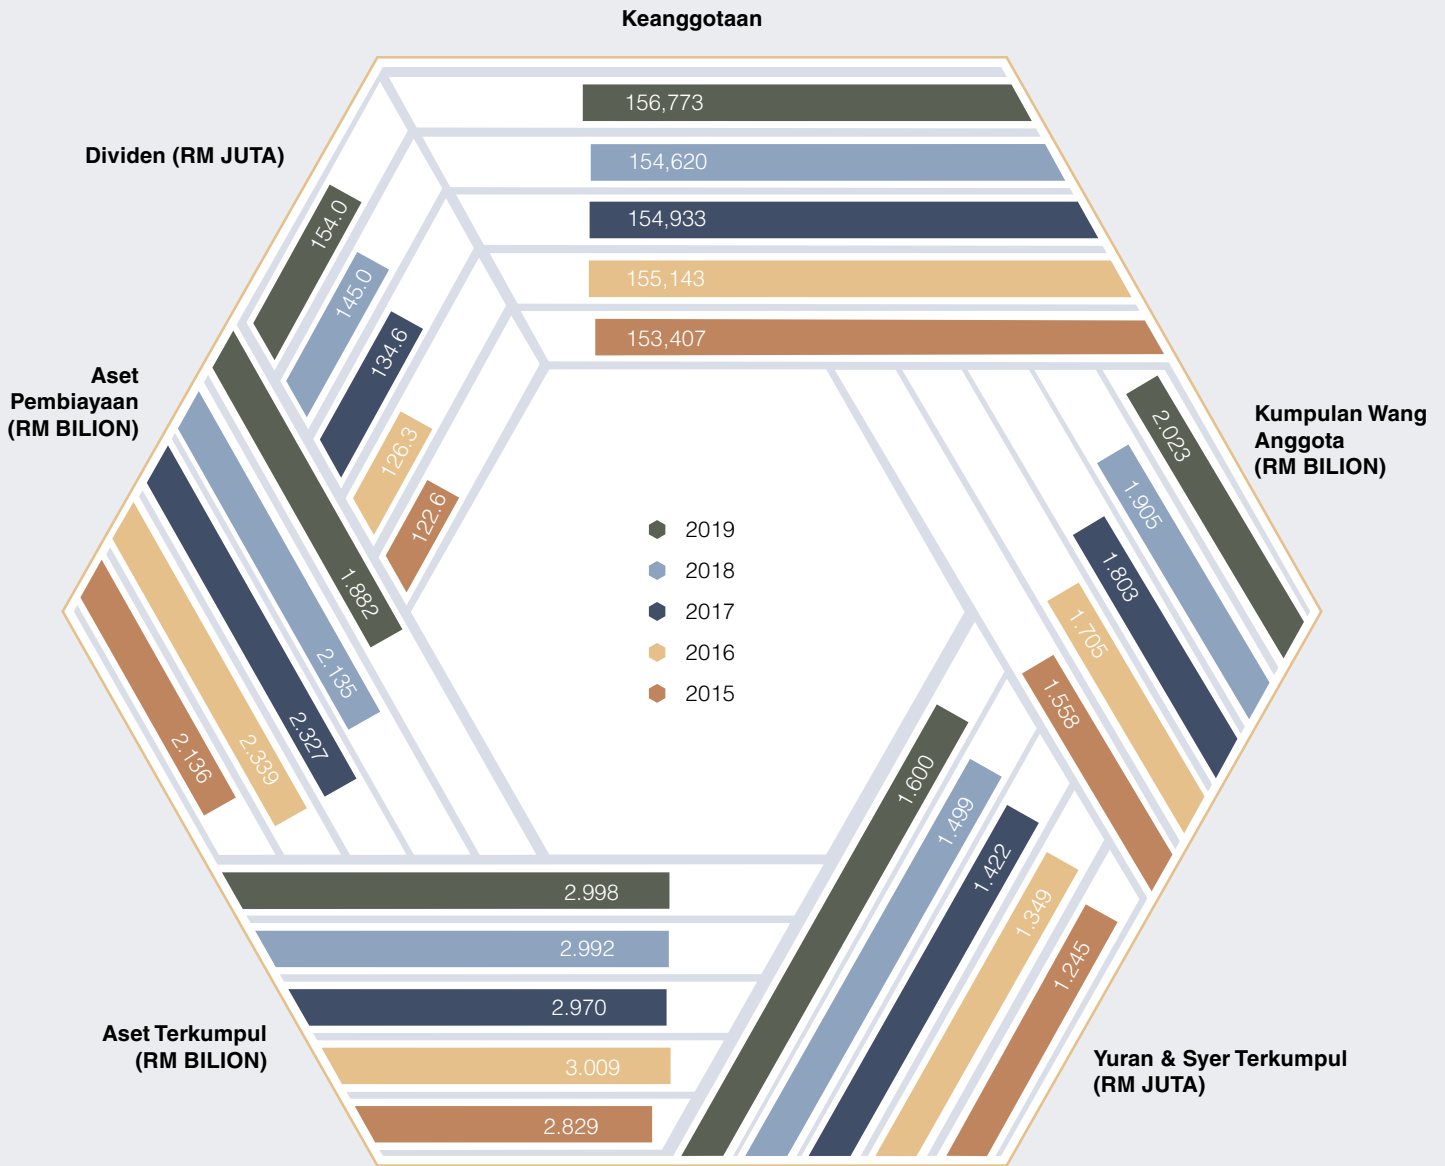 Keanggotaan
156,773
154,620
154,933
155,143
153,407
Dividen (RM JUTA)
154.0
145.0
134.6
126.3
122.6
Aset
Pembiayaan
(RM BILION)
1.882
2.135
2.327
2.339
2.136
Kumpulan Wang
Anggota
(RM BILION)
2.023
1.905
1.803
1.705
1.558
2019
2018
2017
2016
2015
Aset Terkumpul
(RM BILION)
2.998
2.992
2.970
3.009
2.829
Yuran & Syer Terkumpul
(RM JUTA)
1.600
1.499
1.422
1.349
1.245